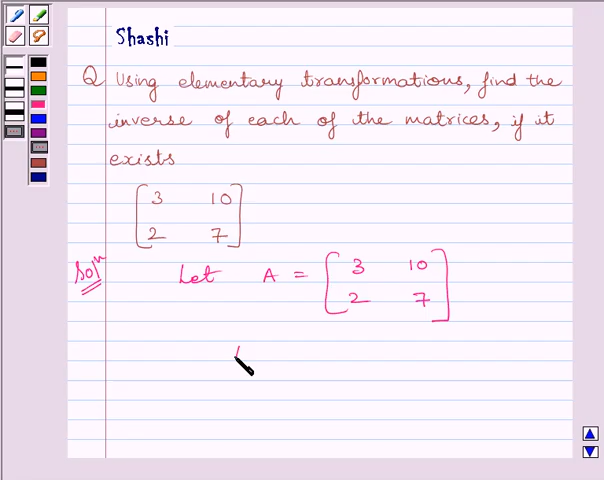 Shashi
Q Using elementary transformations, find the
inverse of each of the matrices, if it
exists
3 10
2 7
Solⁿ Let A = [3 10
2 7]